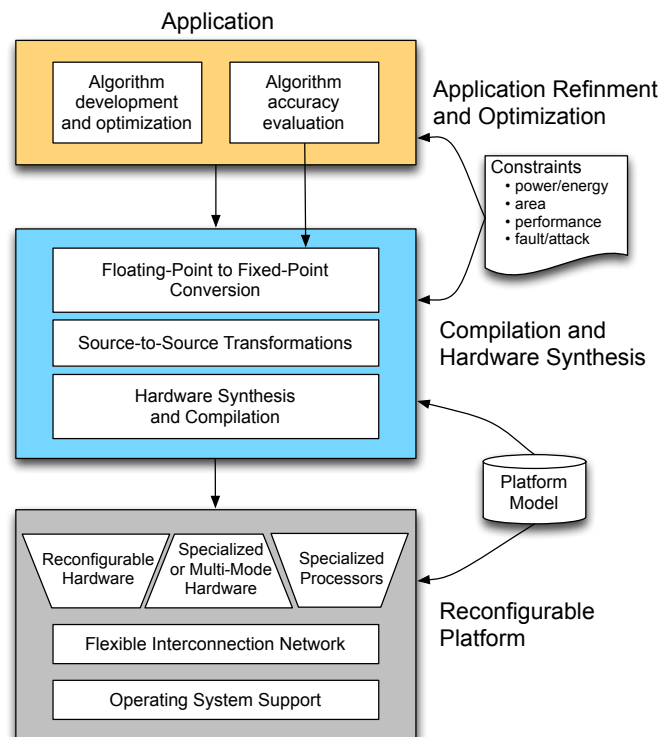 Application
Algorithm
development
and optimization
Algorithm
accuracy
evaluation
Application Refinment
and Optimization
Constraints
• power/energy
• area
• performance
• fault/attack
Floating-Point to Fixed-Point
Conversion
Source-to-Source Transformations
Hardware Synthesis
and Compilation
Compilation and
Hardware Synthesis
Platform
Model
Reconfigurable
Hardware
Specialized
or Multi-Mode
Hardware
Specialized
Processors
Flexible Interconnection Network
Operating System Support
Reconfigurable
Platform